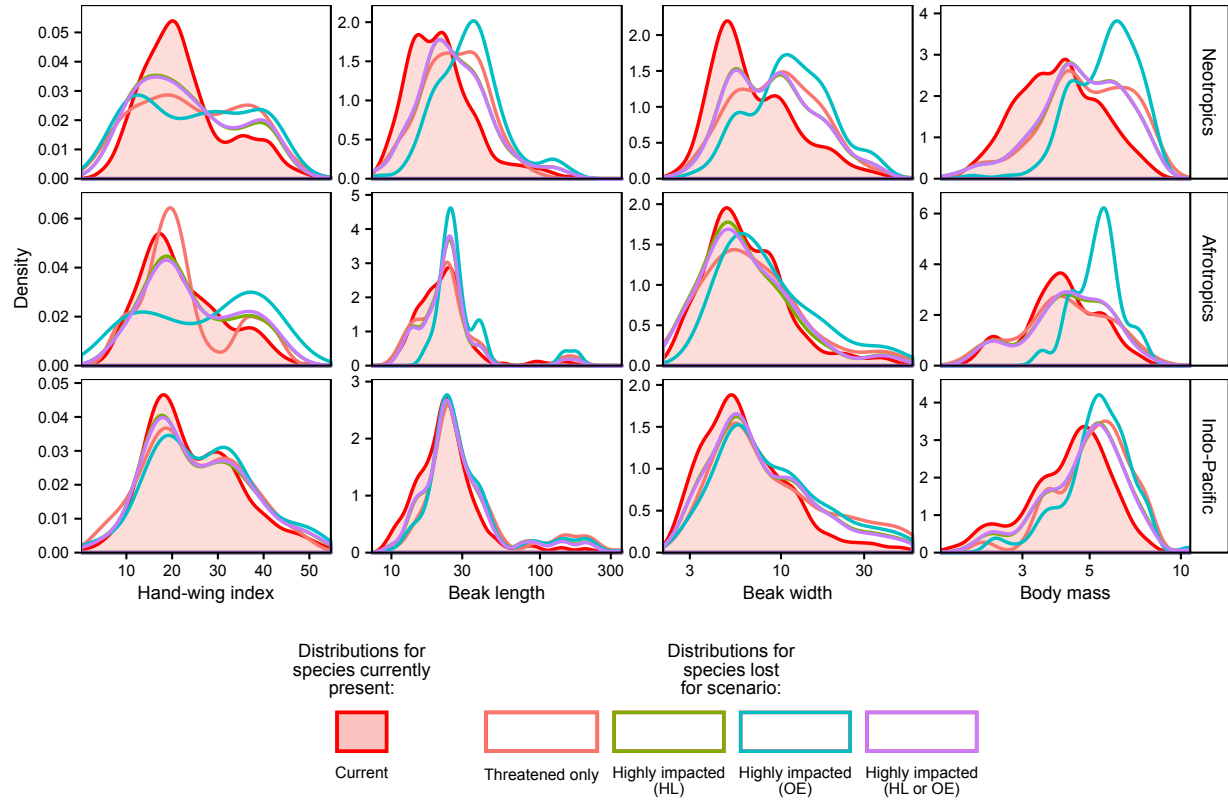 Density
0.05
0.04
0.03
0.02
0.01
0.00
2.0
1.5
1.0
0.5
0.0
2.0
1.5
1.0
0.5
0.0
4
3
2
1
0
Neotropics
0.06
0.04
0.02
0.00
5
4
3
2
1
0
2.0
1.5
1.0
0.5
0.0
6
4
2
0
Afrotropics
0.05
0.04
0.03
0.02
0.01
0.00
3
2
1
0
2.0
1.5
1.0
0.5
0.0
4
3
2
1
0
Indo-Pacific
10 20 30 40 50
10 30 100 300
3 10 30
3 5 10
Hand-wing index
Beak length
Beak width
Body mass
Distributions for
species currently
present:
Distributions for
species lost
for scenario:
Current
Threatened only
Highly impacted
(HL)
Highly impacted
(OE)
Highly impacted
(HL or OE)